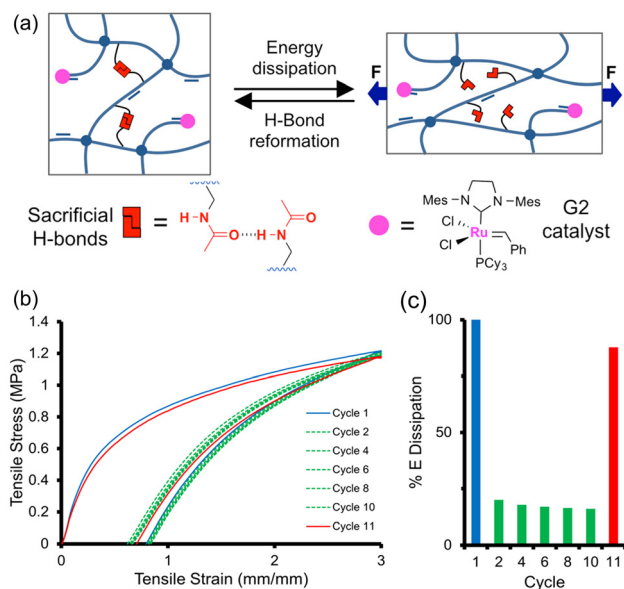 (a)
Energy
dissipation
H-Bond
reformation
F
F
Sacrificial
H-bonds
=
H-N
O
O
H-N
=
Mes N N Mes
Cl
Cl
Ru
Ph
PCy3
G2
catalyst
(b)
Tensile Stress (MPa)
1.4
1.2
1
0.8
0.6
0.4
0.2
0
0
1
2
3
Tensile Strain (mm/mm)
Cycle 1
Cycle 2
Cycle 4
Cycle 6
Cycle 8
Cycle 10
Cycle 11
(c)
% E Dissipation
100
50
0
1 2 4 6 8 10 11
Cycle